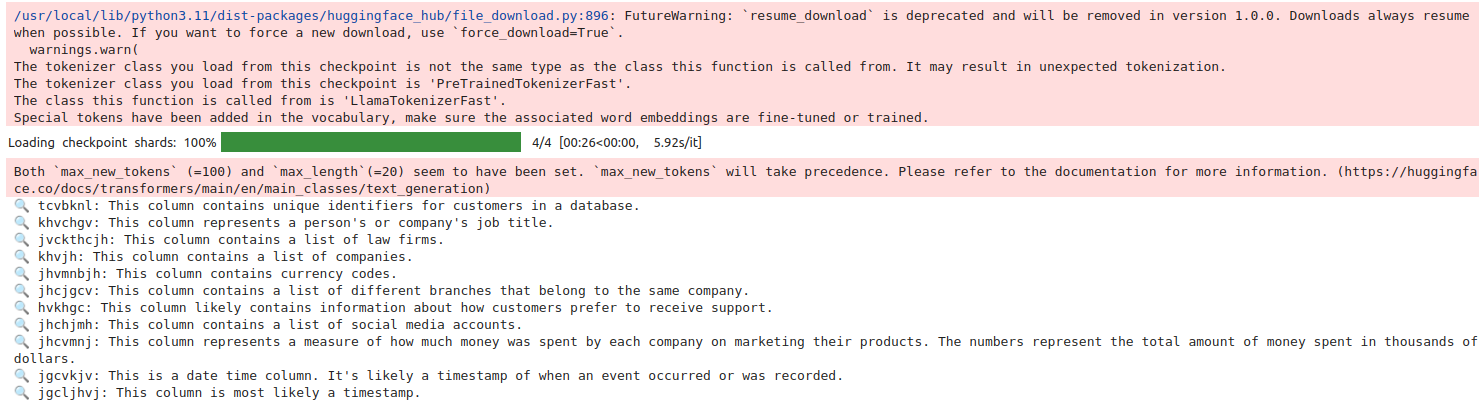 /usr/local/lib/python3.11/dist-packages/huggingface_hub/file_download.py:896: FutureWarning: `resume_download` is deprecated and will be removed in version 1.0.0. Downloads always resume
when possible. If you want to force a new download, use `force_download=True`.
  warnings.warn(
The tokenizer class you load from this checkpoint is not the same type as the class this function is called from. It may result in unexpected tokenization.
The tokenizer class you load from this checkpoint is 'PreTrainedTokenizerFast'.
The class this function is called from is 'LlamaTokenizerFast'.
Special tokens have been added in the vocabulary, make sure the associated word embeddings are fine-tuned or trained.
Loading checkpoint shards: 100% 4/4 [00:26<00:00, 5.92s/it]
Both `max_new_tokens` (=100) and `max_length`(=20) seem to have been set. `max_new_tokens` will take precedence. Please refer to the documentation for more information. (https://huggingfa
ce.co/docs/transformers/main/en/main_classes/text_generation)
🔍 tcvbknl: This column contains unique identifiers for customers in a database.
🔍 khvchgv: This column represents a person's or company's job title.
🔍 jvckthcjh: This column contains a list of law firms.
🔍 khvjh: This column contains a list of companies.
🔍 jhvmnbjh: This column contains currency codes.
🔍 jhcjgcv: This column contains a list of different branches that belong to the same company.
🔍 hvkhgc: This column likely contains information about how customers prefer to receive support.
🔍 jhchjmh: This column contains a list of social media accounts.
🔍 jhcvmnj: This column represents a measure of how much money was spent by each company on marketing their products. The numbers represent the total amount of money spent in thousands of
dollars.
🔍 jgcvkjv: This is a date time column. It's likely a timestamp of when an event occurred or was recorded.
🔍 jgcljhvj: This column is most likely a timestamp.